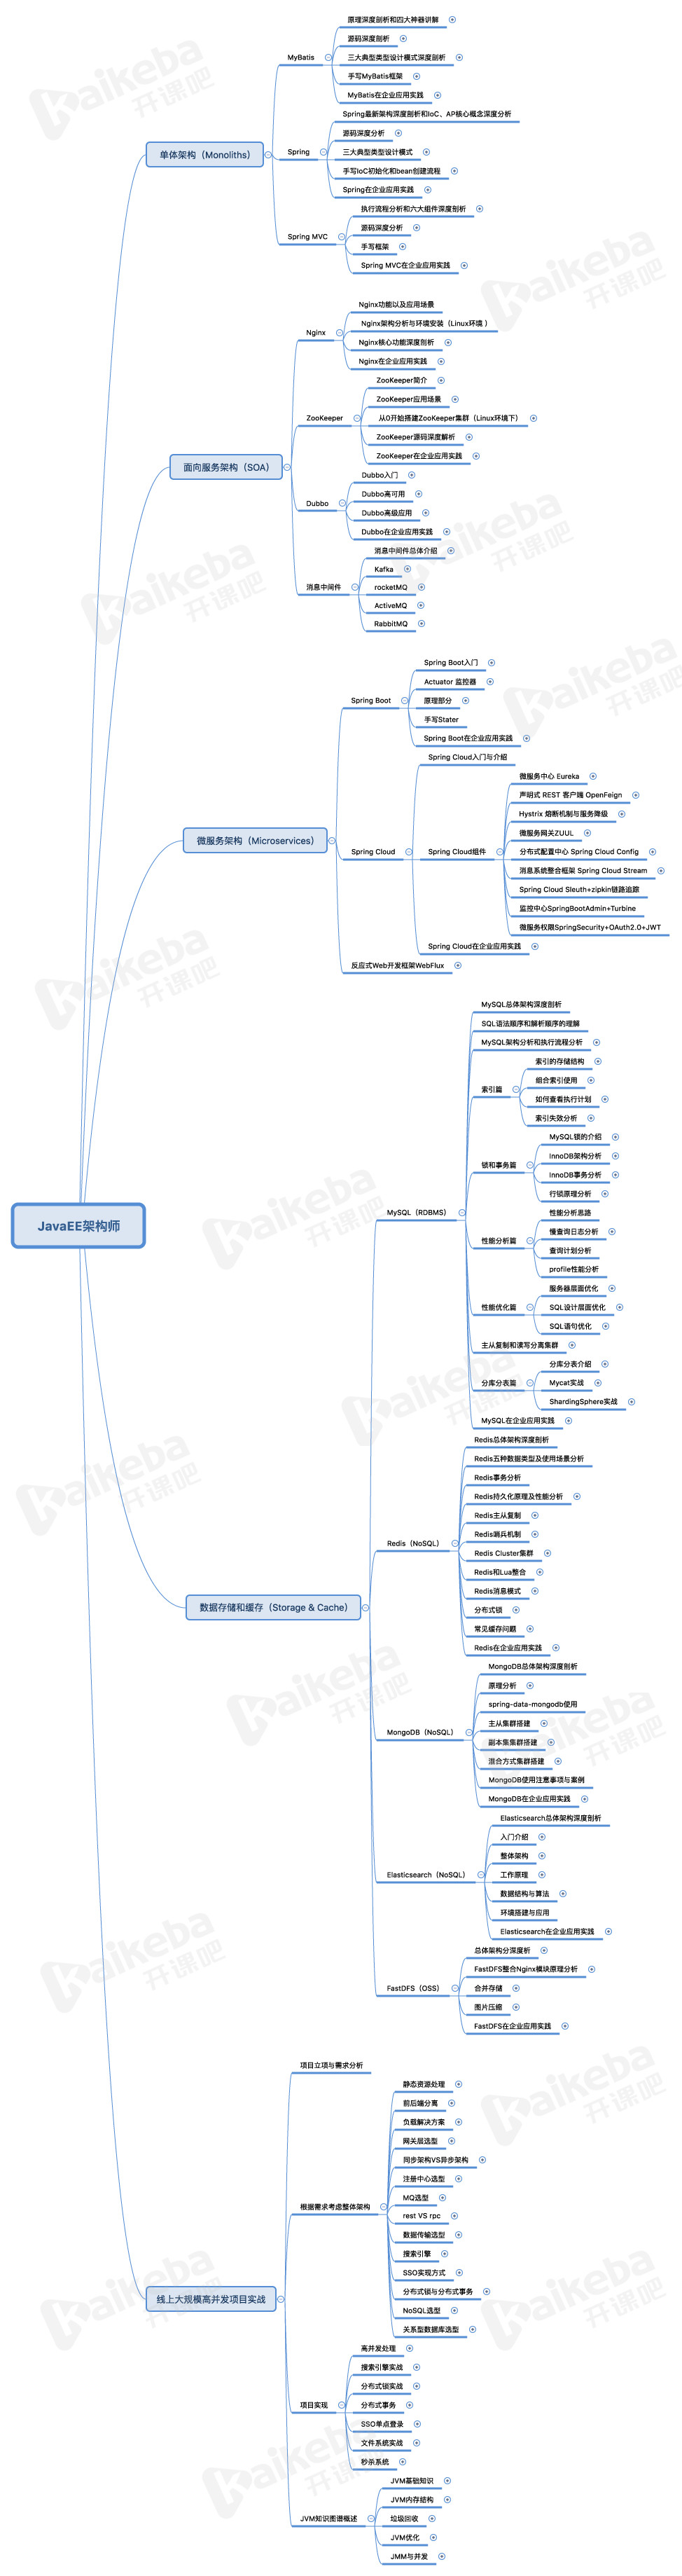 JavaEE架构师
单体架构（Monoliths）
MyBatis
原理深度剖析和四大神器讲解
源码深度剖析
三大典型类型设计模式深度剖析
手写MyBatis框架
MyBatis在企业应用实践
Spring
Spring最新架构深度剖析和IoC、AP核心概念深度分析
源码深度分析
三大典型类型设计模式
手写IoC初始化和bean创建流程
Spring在企业应用实践
Spring MVC
执行流程分析和六大组件深度剖析
源码深度分析
手写框架
Spring MVC在企业应用实践
面向服务架构（SOA）
Nginx
Nginx功能以及应用场景
Nginx架构分析与环境安装（Linux环境 ）
Nginx核心功能深度剖析
Nginx在企业应用实践
ZooKeeper
ZooKeeper简介
ZooKeeper应用场景
从0开始搭建ZooKeeper集群（Linux环境下）
ZooKeeper源码深度解析
ZooKeeper在企业应用实践
Dubbo
Dubbo入门
Dubbo高可用
Dubbo高级应用
Dubbo在企业应用实践
消息中间件
消息中间件总体介绍
Kafka
rocketMQ
ActiveMQ
RabbitMQ
微服务架构（Microservices）
Spring Boot
Spring Boot入门
Actuator 监控器
原理部分
手写Stater
Spring Boot在企业应用实践
Spring Cloud
Spring Cloud入门与介绍
Spring Cloud组件
微服务中心 Eureka
声明式 REST 客户端 OpenFeign
Hystrix 熔断机制与服务降级
微服务网关ZUUL
分布式配置中心 Spring Cloud Config
消息系统整合框架 Spring Cloud Stream
Spring Cloud Sleuth+zipkin链路追踪
监控中心SpringBootAdmin+Turbine
微服务权限SpringSecurity+OAuth2.0+JWT
Spring Cloud在企业应用实践
反应式Web开发框架WebFlux
数据存储和缓存（Storage & Cache）
MySQL（RDBMS）
MySQL总体架构深度剖析
SQL语法顺序和解析顺序的理解
MySQL架构分析和执行流程分析
索引篇
索引的存储结构
组合索引使用
如何查看执行计划
索引失效分析
锁和事务篇
MySQL锁的介绍
InnoDB架构分析
InnoDB事务分析
行锁原理分析
性能分析篇
性能分析思路
慢查询日志分析
查询计划分析
profile性能分析
性能优化篇
服务器层面优化
SQL设计层面优化
SQL语句优化
主从复制和读写分离集群
分库分表篇
分库分表介绍
Mycat实战
ShardingSphere实战
MySQL在企业应用实践
Redis（NoSQL）
Redis总体架构深度剖析
Redis五种数据类型及使用场景分析
Redis事务分析
Redis持久化原理及性能分析
Redis主从复制
Redis哨兵机制
Redis Cluster集群
Redis和Lua整合
Redis消息模式
分布式锁
常见缓存问题
Redis在企业应用实践
MongoDB（NoSQL）
MongoDB总体架构深度剖析
原理分析
spring-data-mongodb使用
主从集群搭建
副本集集群搭建
混合方式集群搭建
MongoDB使用注意事项与案例
MongoDB在企业应用实践
Elasticsearch（NoSQL）
Elasticsearch总体架构深度剖析
入门介绍
整体架构
工作原理
数据结构与算法
环境搭建与应用
Elasticsearch在企业应用实践
FastDFS（OSS）
总体架构分深度析
FastDFS整合Nginx模块原理分析
合并存储
图片压缩
FastDFS在企业应用实践
线上大规模高并发项目实战
项目立项与需求分析
根据需求考虑整体架构
静态资源处理
前后端分离
负载解决方案
网关层选型
同步架构VS异步架构
注册中心选型
MQ选型
rest VS rpc
数据传输选型
搜索引擎
SSO实现方式
分布式锁与分布式事务
NoSQL选型
关系型数据库选型
项目实现
高并发处理
搜索引擎实战
分布式锁实战
分布式事务
SSO单点登录
文件系统实战
秒杀系统
JVM知识图谱概述
JVM基础知识
JVM内存结构
垃圾回收
JVM优化
JMM与并发
Kaikeba
开课吧